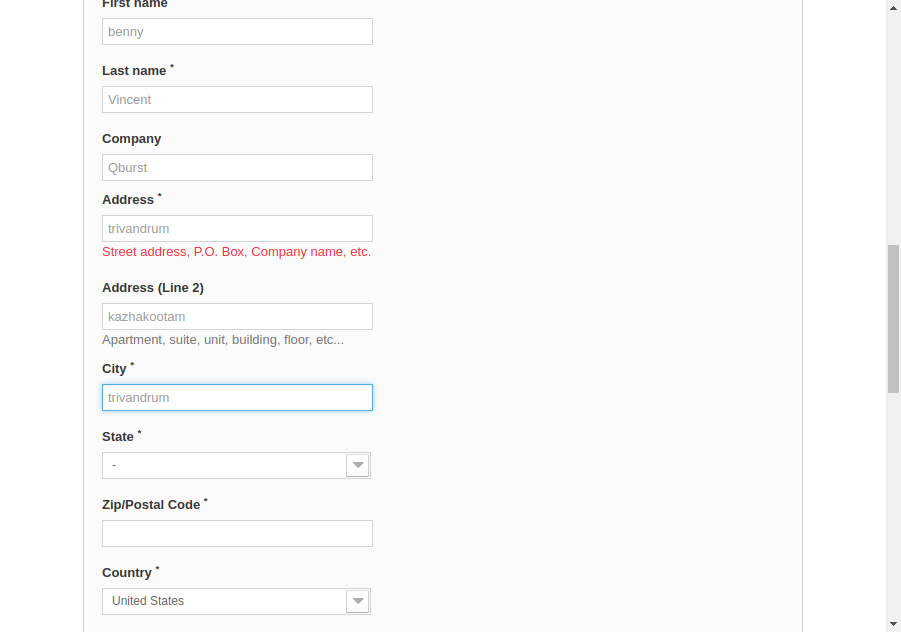 First name
benny
Last name *
Vincent
Company
Qburst
Address *
trivandrum
Street address, P.O. Box, Company name, etc.
Address (Line 2)
kazhakootam
Apartment, suite, unit, building, floor, etc...
City *
trivandrum
State *
-
Zip/Postal Code *
Country *
United States